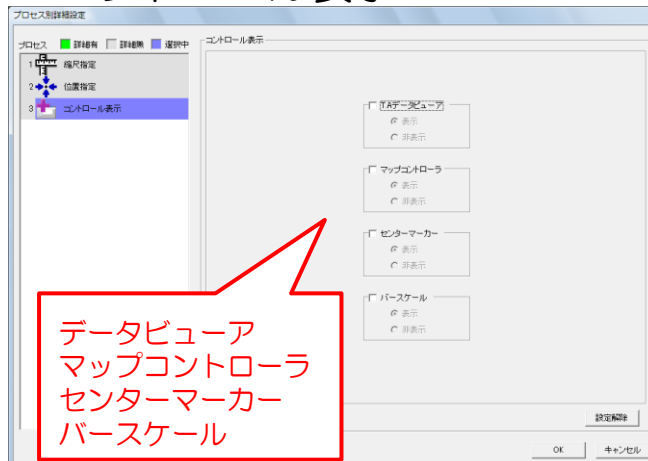 プロセス別詳細設定
プロセス 詳細有 詳細無 選択中
1 縮尺指定
2 位置指定
3 コントロール表示
コントロール表示
TAデータビューア
表示
非表示
マップコントローラ
表示
非表示
センターマーカー
表示
非表示
バースケール
表示
非表示
データビューア
マップコントローラ
センターマーカー
バースケール
設定解除
OK キャンセル